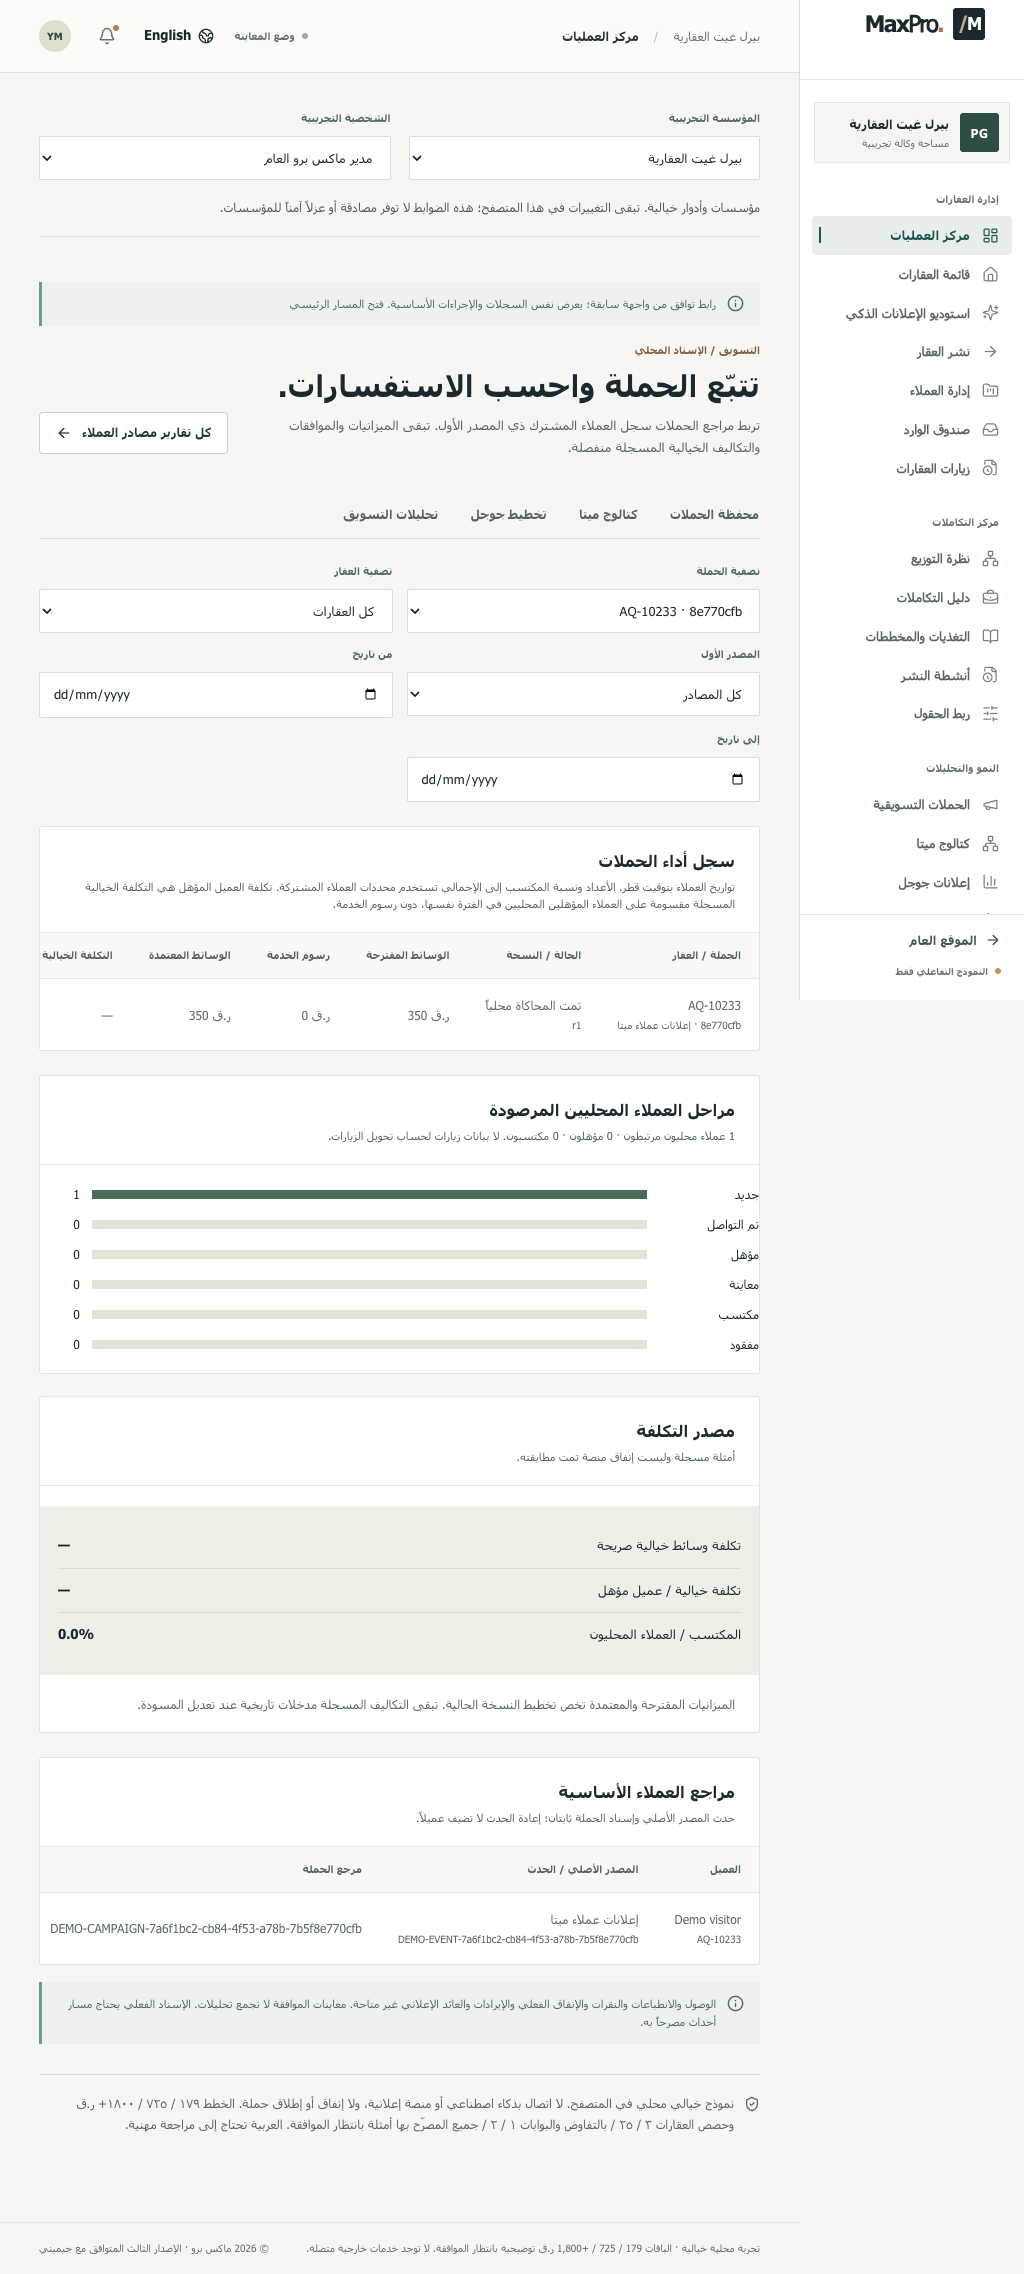 MaxPro.
/M
PG
بيرل غيت العقارية
مساحة وكالة تجريبية
إدارة العقارات
مركز العمليات
قائمة العقارات
استوديو الإعلانات الذكي
نشر العقار
إدارة العملاء
صندوق الوارد
زيارات العقارات
مركز التكاملات
نظرة التوزيع
دليل التكاملات
التغذيات والمخططات
أنشطة النشر
ربط الحقول
النمو والتحليلات
الحملات التسويقية
كتالوج ميتا
إعلانات جوجل
الموقع العام
النموذج التفاعلي فقط
بيرل غيت العقارية / مركز العمليات
وضع المعاينة
English
YM
المؤسسة التجريبية
الشخصية التجريبية
بيرل غيت العقارية
مدير ماكس برو العام
مؤسسات وأدوار خيالية. تبقى التغييرات في هذا المتصفح؛ هذه الضوابط لا توفر مصادقة أو عزلاً آمناً للمؤسسات.
رابط توافق من واجهة سابقة؛ يعرض نفس السجلات والإجراءات الأساسية. فتح المسار الرئيسي
التسويق / الإسناد المحلي
تتبّع الحملة واحسب الاستفسارات.
تربط مراجع الحملات سجل العملاء المشترك ذي المصدر الأول. تبقى الميزانيات والموافقات
والتكاليف الخيالية المسجلة منفصلة.
كل تقارير مصادر العملاء
محفظة الحملات
كتالوج ميتا
تخطيط جوجل
تحليلات التسويق
تصفية الحملة
تصفية العقار
AQ-10233 · 8e770cfb
كل العقارات
المصدر الأول
من تاريخ
كل المصادر
dd/mm/yyyy
إلى تاريخ
dd/mm/yyyy
سجل أداء الحملات
تواريخ العملاء بتوقيت قطر. الأعداد ونسبة المكتسب إلى الإجمالي تستخدم محددات العملاء المشتركة. تكلفة العميل المؤهل هي التكلفة الخيالية
المسجلة مقسومة على العملاء المؤهلين المحليين في الفترة نفسها، دون رسوم الخدمة.
الحملة / العقار
الحالة / النسخة
الوسائط المقترحة
رسوم الخدمة
الوسائط المعتمدة
التكلفة الخيالية
AQ-10233
8e770cfb · إعلانات عملاء ميتا
تمت المحاكاة محلياً
r1
ر.ق 350
ر.ق 0
ر.ق 350
—
مراحل العملاء المحليين المرصودة
1 عملاء محليون مرتبطون · 0 مؤهلون · 0 مكتسبون. لا بيانات زيارات لحساب تحويل الزيارات.
جديد 1
تم التواصل 0
مؤهل 0
معاينة 0
مكتسب 0
مفقود 0
مصدر التكلفة
أمثلة مسجلة وليست إنفاق منصة تمت مطابقته.
تكلفة وسائط خيالية صريحة —
تكلفة خيالية / عميل مؤهل —
المكتسب / العملاء المحليون 0.0%
الميزانيات المقترحة والمعتمدة تخص تخطيط النسخة الحالية. تبقى التكاليف المسجلة مدخلات تاريخية عند تعديل المسودة.
مراجع العملاء الأساسية
حدث المصدر الأصلي وإسناد الحملة ثابتان؛ إعادة الحدث لا تضيف عميلاً.
العميل
المصدر الأصلي / الحدث
مرجع الحملة
Demo visitor
AQ-10233
إعلانات عملاء ميتا
DEMO-EVENT-7a6f1bc2-cb84-4f53-a78b-7b5f8e770cfb
DEMO-CAMPAIGN-7a6f1bc2-cb84-4f53-a78b-7b5f8e770cfb
الوصول والانطباعات والنقرات والإنفاق الفعلي والإيرادات والعائد الإعلاني غير متاحة. معاينات الموافقة لا تجمع تحليلات. الإسناد الفعلي يحتاج مسار
أحداث مصرحاً به.
نموذج خيالي محلي في المتصفح. لا اتصال بذكاء اصطناعي أو منصة إعلانية، ولا إنفاق أو إطلاق حملة. الخطط ١٧٩ / ٧٢٥ / ١٨٠٠+ ر.ق
وحصص العقارات ٣ / ٢٥ / بالتفاوض والبوابات ١ / ٢ / جميع المصرّح بها أمثلة بانتظار الموافقة. العربية تحتاج إلى مراجعة مهنية.
تجربة محلية خيالية · الباقات 179 / 725 / +1,800 ر.ق توضيحية بانتظار الموافقة. لا توجد خدمات خارجية متصلة.
© 2026 ماكس برو · الإصدار الثالث المتوافق مع جيميني